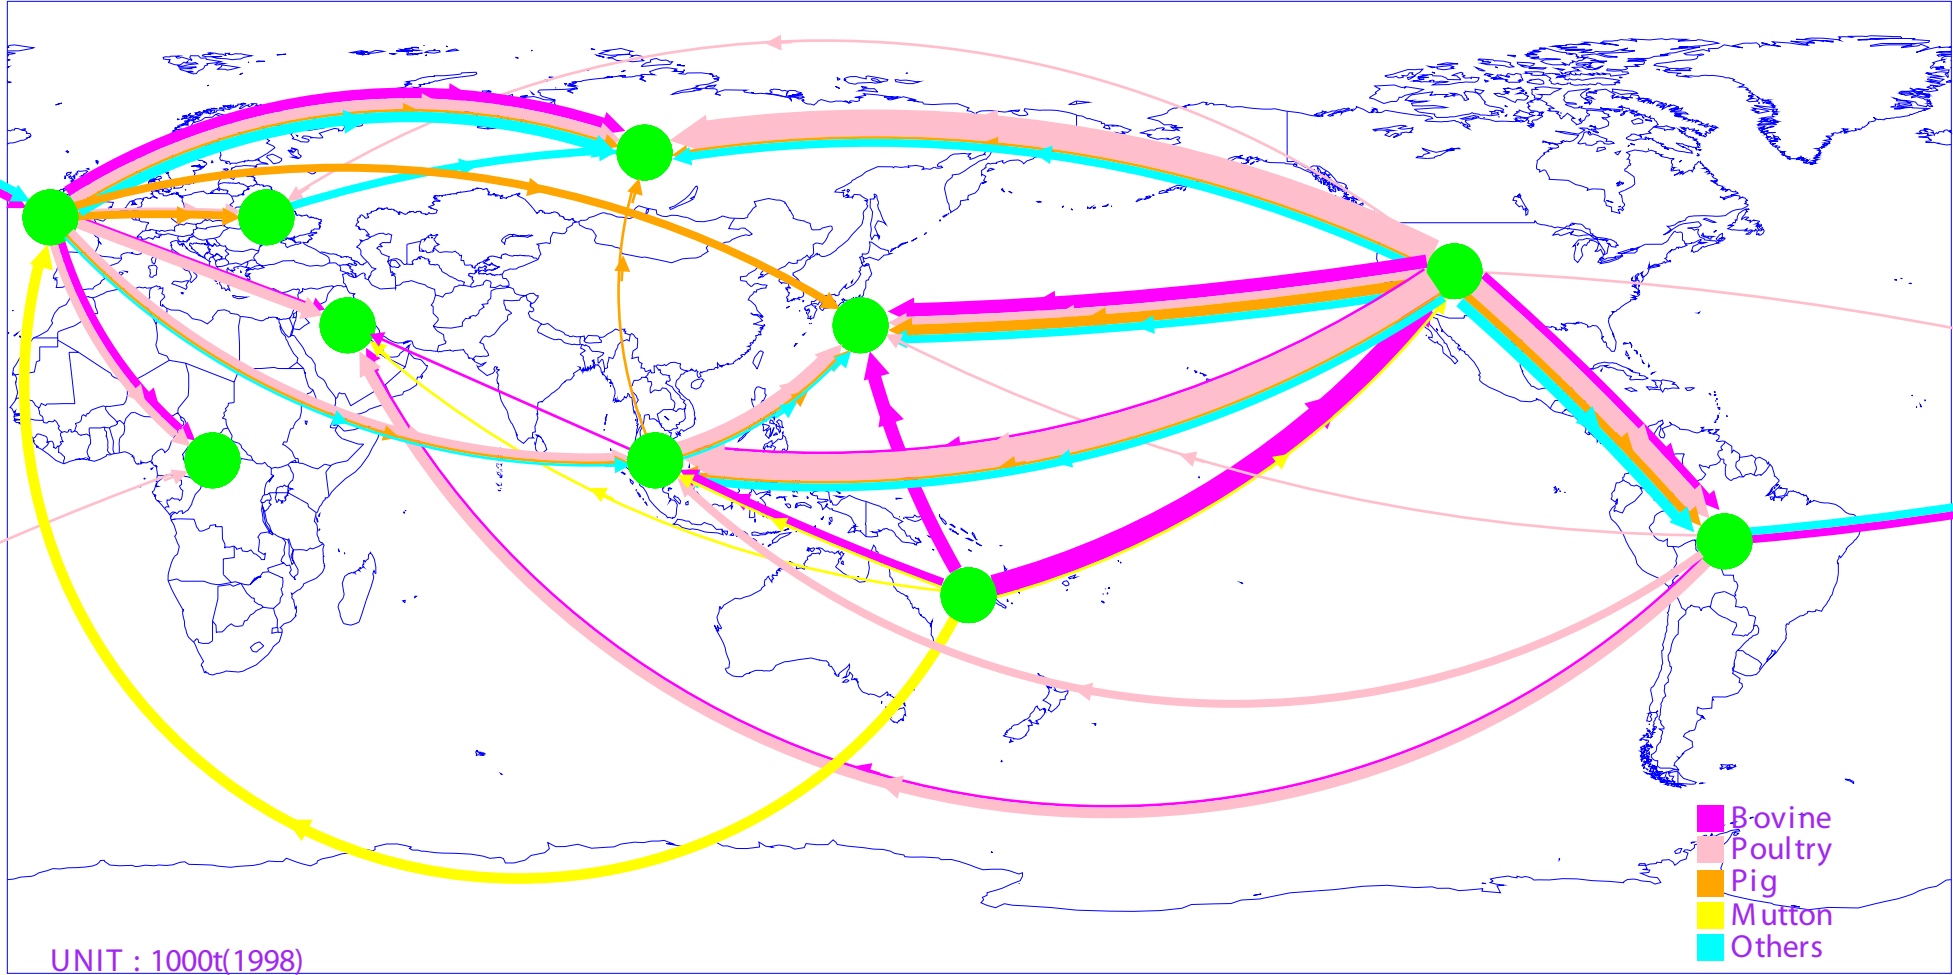 Bovine
Poultry
Pig
Mutton
Others
UNIT : 1000t(1998)